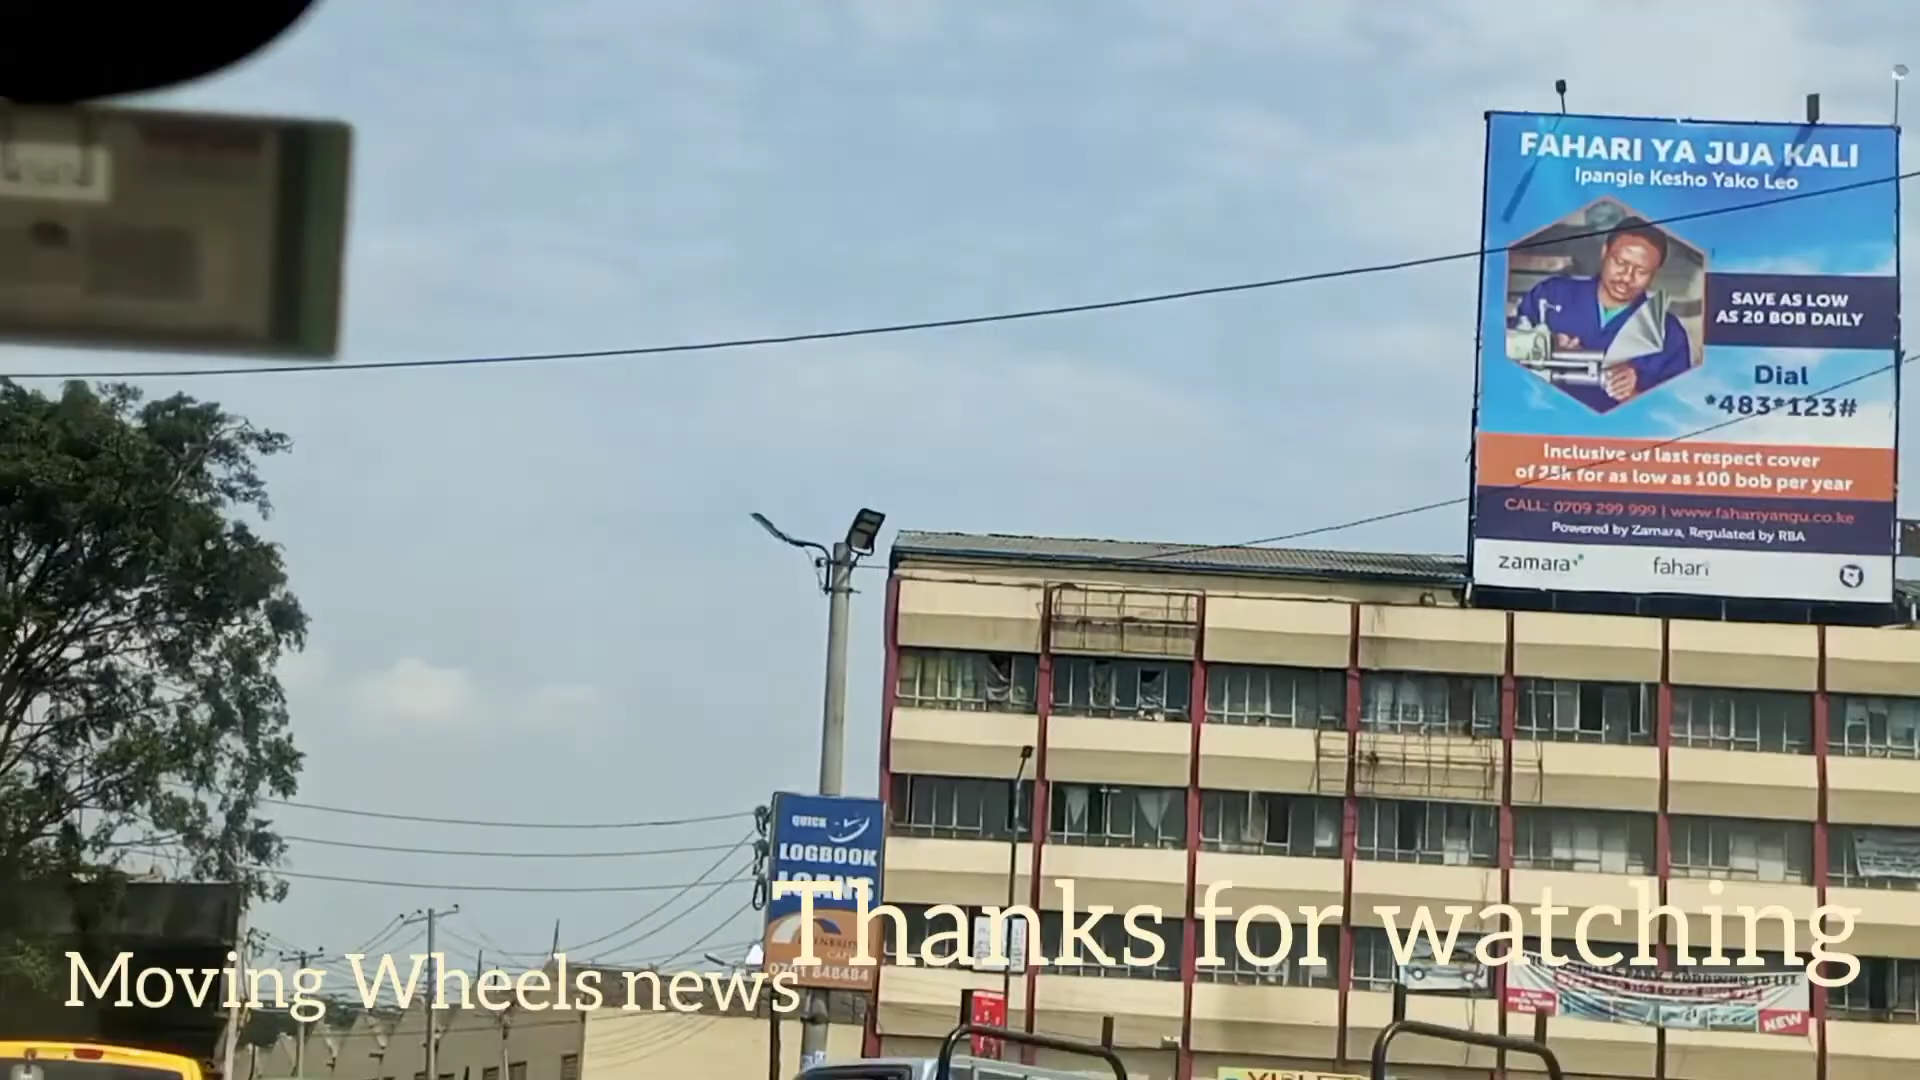 FAHARI YA JUA KALI
Ipangie Kesho Yako Leo
SAVE AS LOW
AS 20 BOB DAILY
Dial
*483*123#
Inclusive of last respect cover
of 25k for as low as 100 bob per year
CALL: 0709 299 999 | www.fahariyangu.co.ke
Powered by Zamara, Regulated by RBA
zamara
fahari
QUICK
LOGBOOK
LOANS
0701 848484
Thanks for watching
Moving Wheels news
NEW